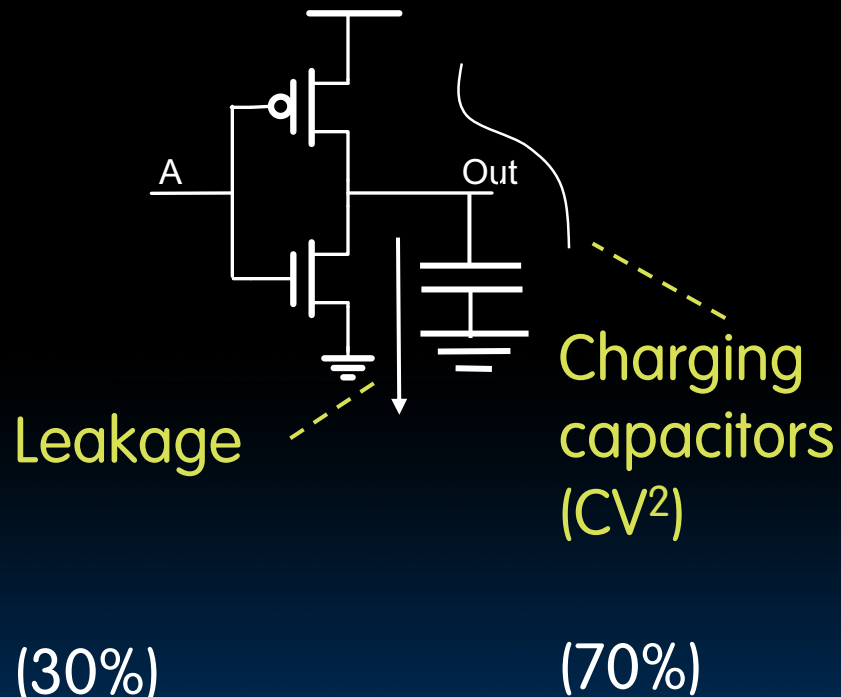 A
Out
Leakage
Charging
capacitors
(CV²)
(30%)
(70%)